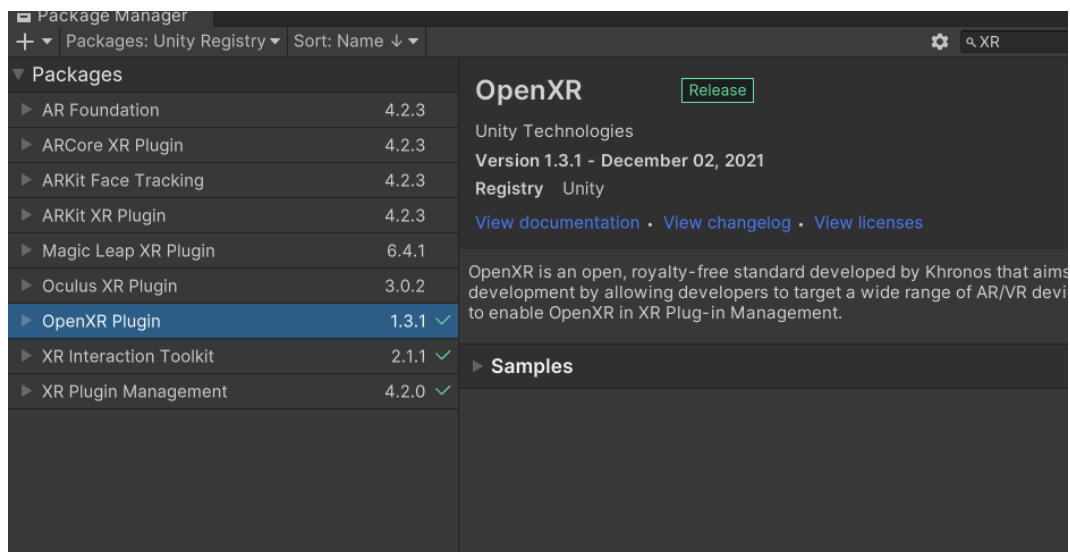 Package Manager
+ Packages: Unity Registry Sort: Name ↓ XR
Packages
AR Foundation 4.2.3
ARCore XR Plugin 4.2.3
ARKit Face Tracking 4.2.3
ARKit XR Plugin 4.2.3
Magic Leap XR Plugin 6.4.1
Oculus XR Plugin 3.0.2
OpenXR Plugin 1.3.1 ✓
XR Interaction Toolkit 2.1.1 ✓
XR Plugin Management 4.2.0 ✓
OpenXR Release
Unity Technologies
Version 1.3.1 - December 02, 2021
Registry Unity
View documentation • View changelog • View licenses
OpenXR is an open, royalty-free standard developed by Khronos that aims
development by allowing developers to target a wide range of AR/VR devi
to enable OpenXR in XR Plug-in Management.
Samples